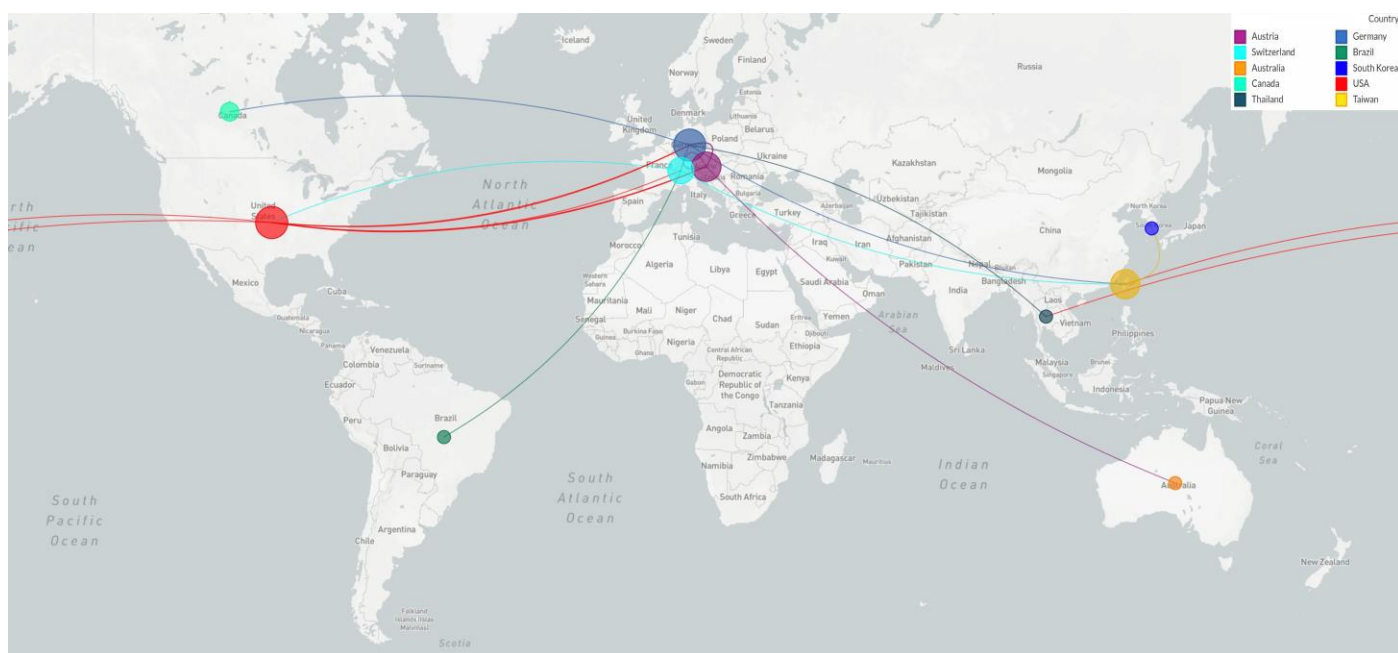 Country
Austria
Germany
Switzerland
Brazil
Australia
South Korea
Canada
USA
Thailand
Taiwan
Iceland
Sweden
Finland
Norway
Russia
Estonia
Canada
Denmark
Lithuania
United
Kingdom
Poland
Belarus
Ukraine
France
Kazakhstan
Mongolia
Romania
North
Atlantic
Ocean
Italy
Bulgaria
United
States
Spain
Greece
Turkey
Azerbaijan
Uzbekistan
Tajikistan
North Korea
China
Japan
Tunisia
Morocco
Iraq
Iran
Afghanistan
Kuwait
Pakistan
Nepal
Bhutan
Algeria
Libya
Egypt
Western
Sahara
Saudi Arabia
Bangladesh
Mexico
Cuba
India
Oman
Laos
Mauritania
Mali
Niger
Chad
Sudan
Eritrea
Yemen
Arabian
Sea
Vietnam
Philippines
Guatemala
Nicaragua
Senegal
Burkina Faso
Djibouti
Panama
Guinea
Nigeria
Ethiopia
Ghana
Central African
Republic
Sri Lanka
Venezuela
Colombia
Suriname
Maldives
Malaysia
Brunei
Singapore
Ecuador
Gabon
Democratic
Republic of
the Congo
Kenya
Indonesia
Tanzania
Papua New
Guinea
Peru
Brazil
Angola
Zambia
Bolivia
Zimbabwe
Madagascar
Mauritius
Coral
Sea
Namibia
Paraguay
South
Atlantic
Ocean
Indian
Ocean
Australia
South Africa
South
Pacific
Ocean
Argentina
Chile
New Zealand
Falkland
Islands Islas
Malvinas
Scotia